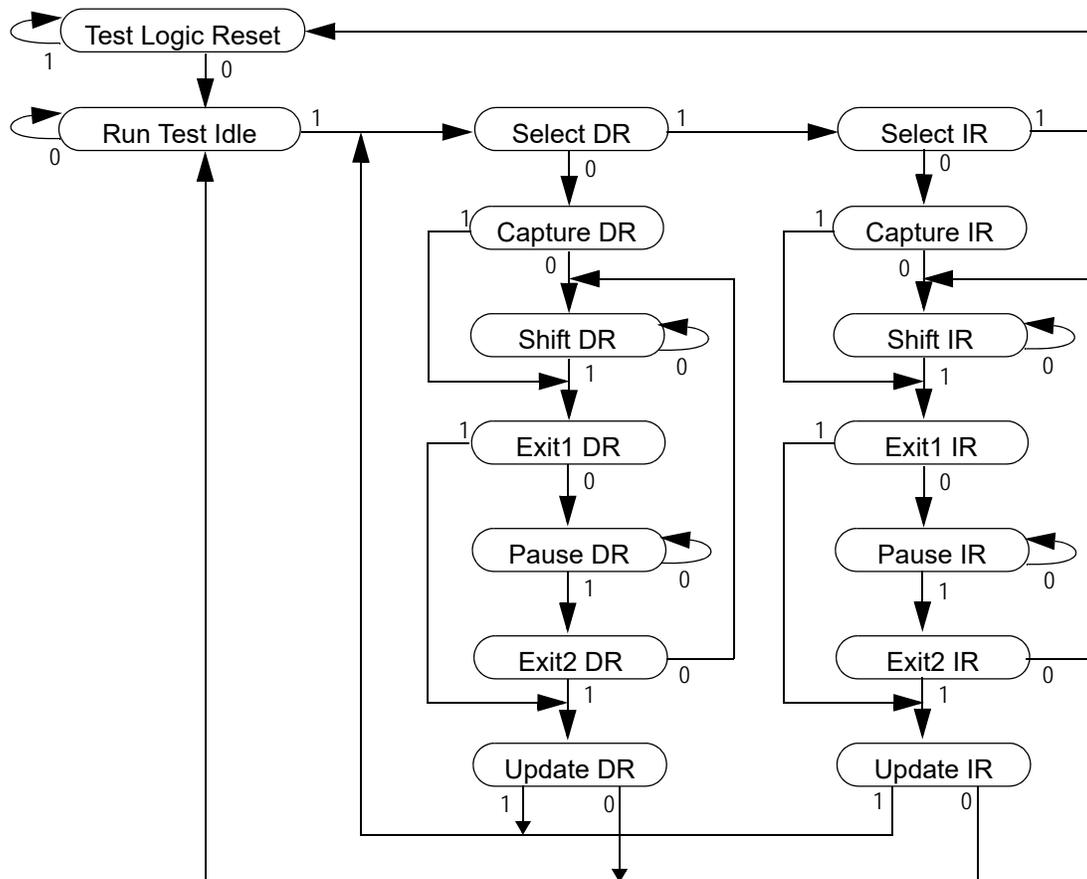 Test Logic Reset
1
0
Run Test Idle
1
Select DR
1
Select IR
1
0
0
0
1
Capture DR
1
Capture IR
0
0
Shift DR
0
Shift IR
0
1
1
1
Exit1 DR
1
Exit1 IR
0
0
Pause DR
0
Pause IR
0
1
1
Exit2 DR
0
Exit2 IR
0
1
1
Update DR
Update IR
1
0
1
0